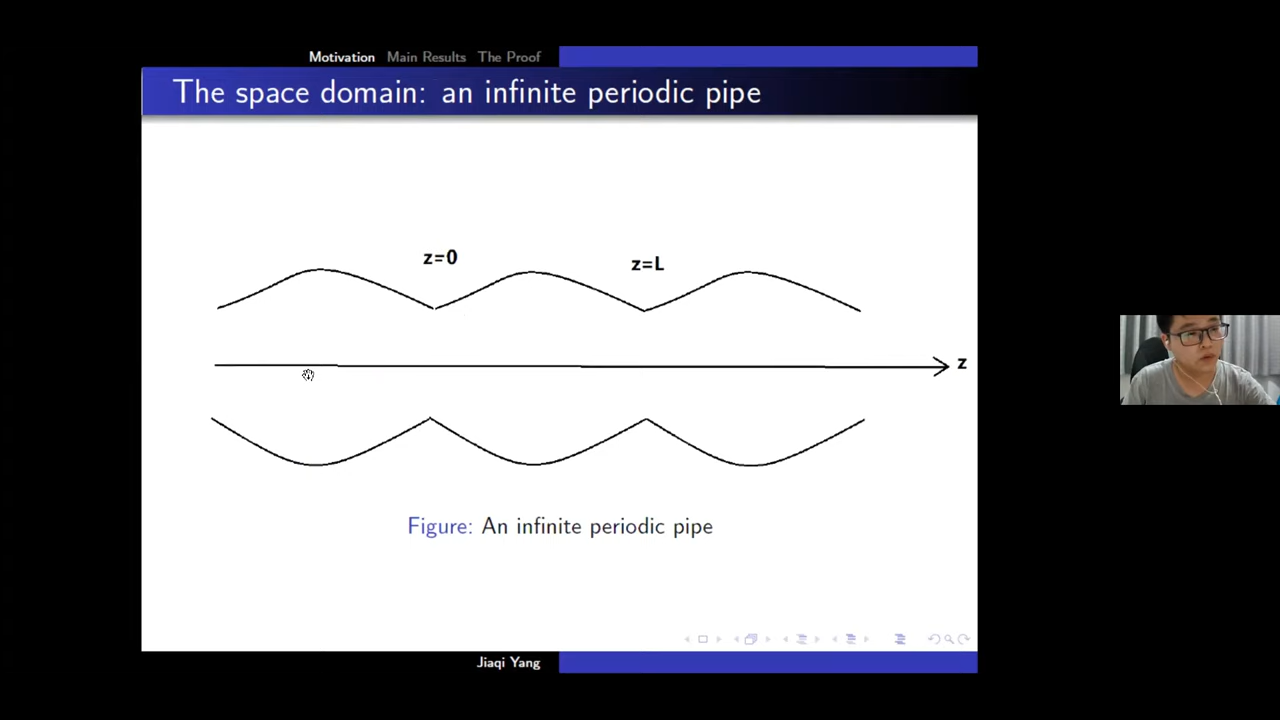 Motivation Main Results The Proof
The space domain: an infinite periodic pipe
z=0
z=L
z
Figure: An infinite periodic pipe
Jiaqi Yang